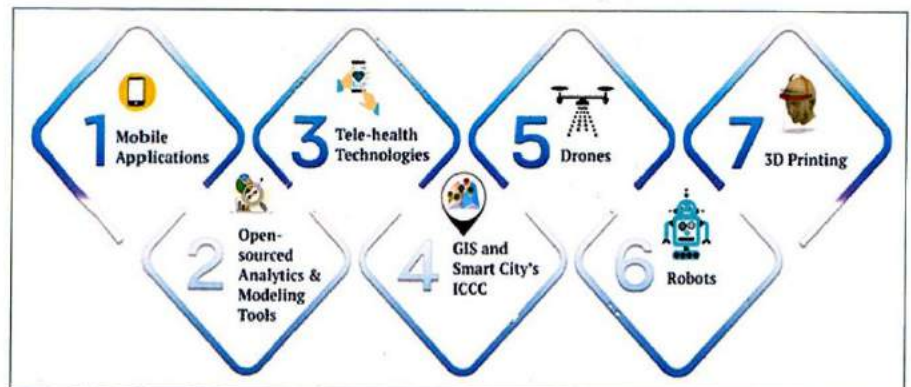 1
Mobile
Applications
2
Open-
sourced
Analytics &
Modeling
Tools
3
Tele-health
Technologies
4
GIS and
Smart City's
ICCC
5
Drones
6
Robots
7
3D Printing